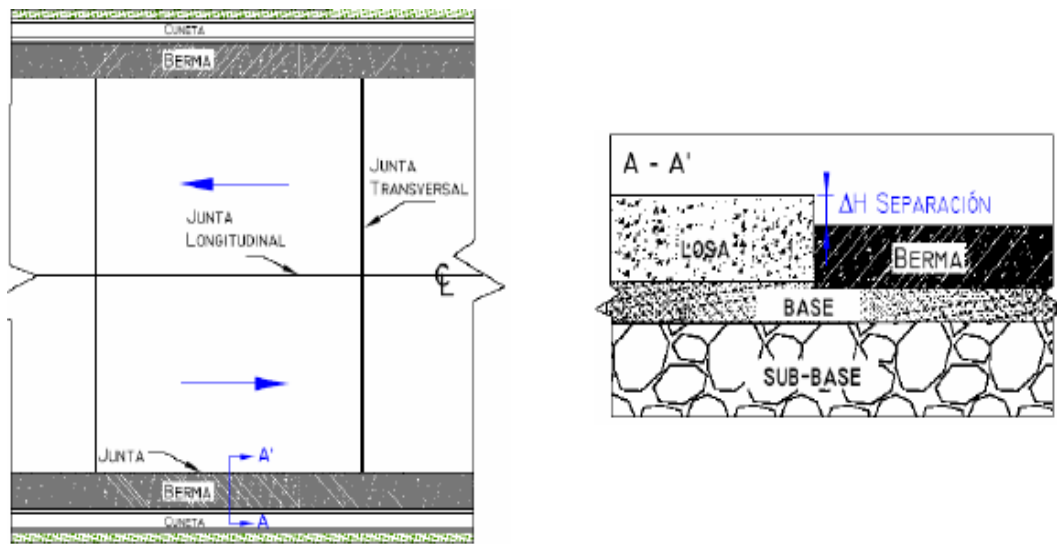 CUNETA
BERMA
JUNTA
TRANSVERSAL
JUNTA
LONGITUDINAL
℄
JUNTA
A'
BERMA
CUNETA
A
A - A'
ΔH SEPARACIÓN
LOSA
BERMA
BASE
SUB-BASE